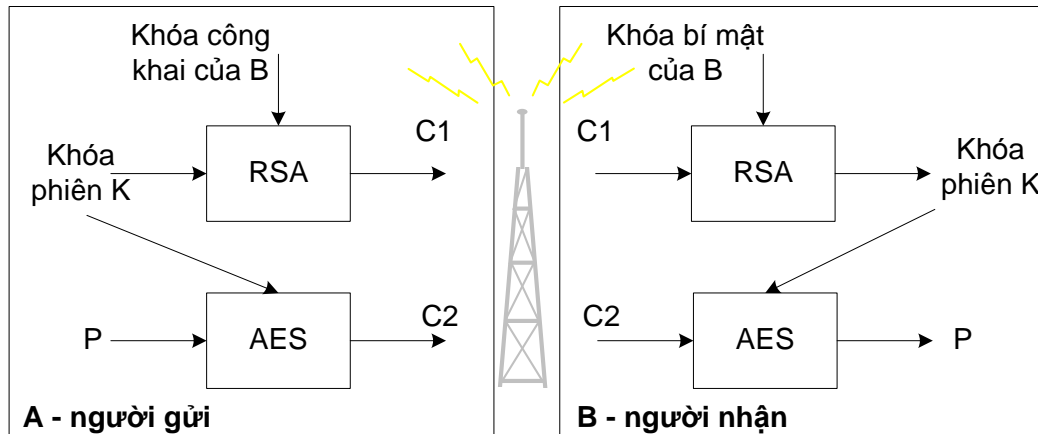 Khóa công
khai của B
C1
Khóa
phiên K
RSA
P
AES
C2
A - người gửi
Khóa bí mật
của B
C1
RSA
Khóa
phiên K
C2
AES
P
B - người nhận